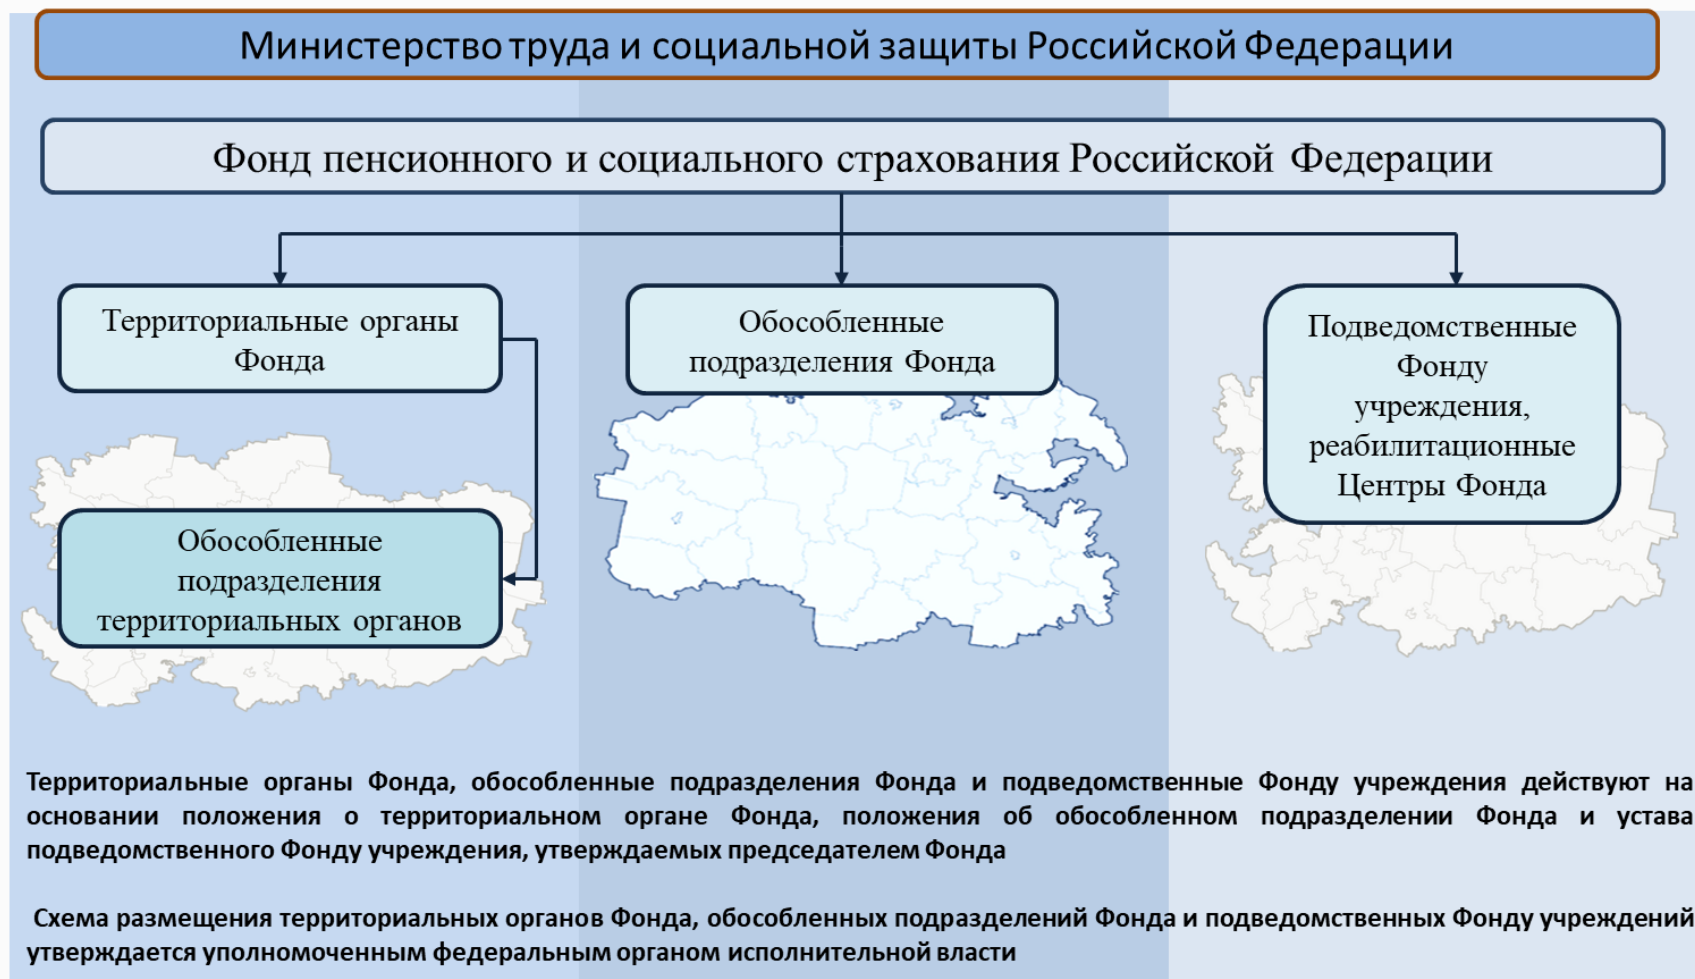 Министерство труда и социальной защиты Российской Федерации
Фонд пенсионного и социального страхования Российской Федерации
Территориальные органы
Фонда
Обособленные
подразделения
территориальных органов
Обособленные
подразделения Фонда
Подведомственные
Фонду
учреждения,
реабилитационные
Центры Фонда
Территориальные органы Фонда, обособленные подразделения Фонда и подведомственные Фонду учреждения действуют на
основании положения о территориальном органе Фонда, положения об обособленном подразделении Фонда и устава
подведомственного Фонду учреждения, утверждаемых председателем Фонда
Схема размещения территориальных органов Фонда, обособленных подразделений Фонда и подведомственных Фонду учреждений
утверждается уполномоченным федеральным органом исполнительной власти